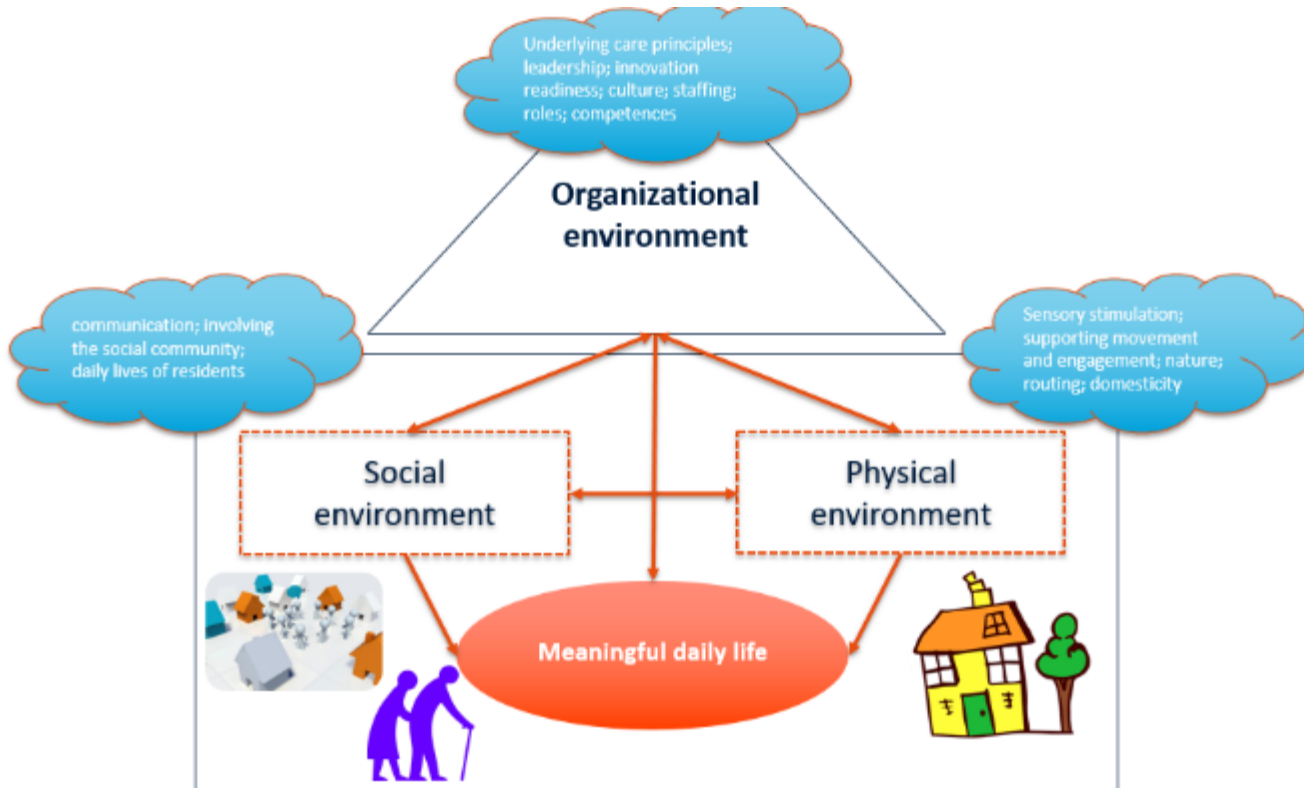 Underlying care principles;
leadership; innovation
readiness; culture; staffing;
roles; competences
Organizational
environment
communication; involving
the social community;
daily lives of residents
Sensory stimulation;
supporting movement
and engagement; nature;
routing; domesticity
Social
environment
Physical
environment
Meaningful daily life